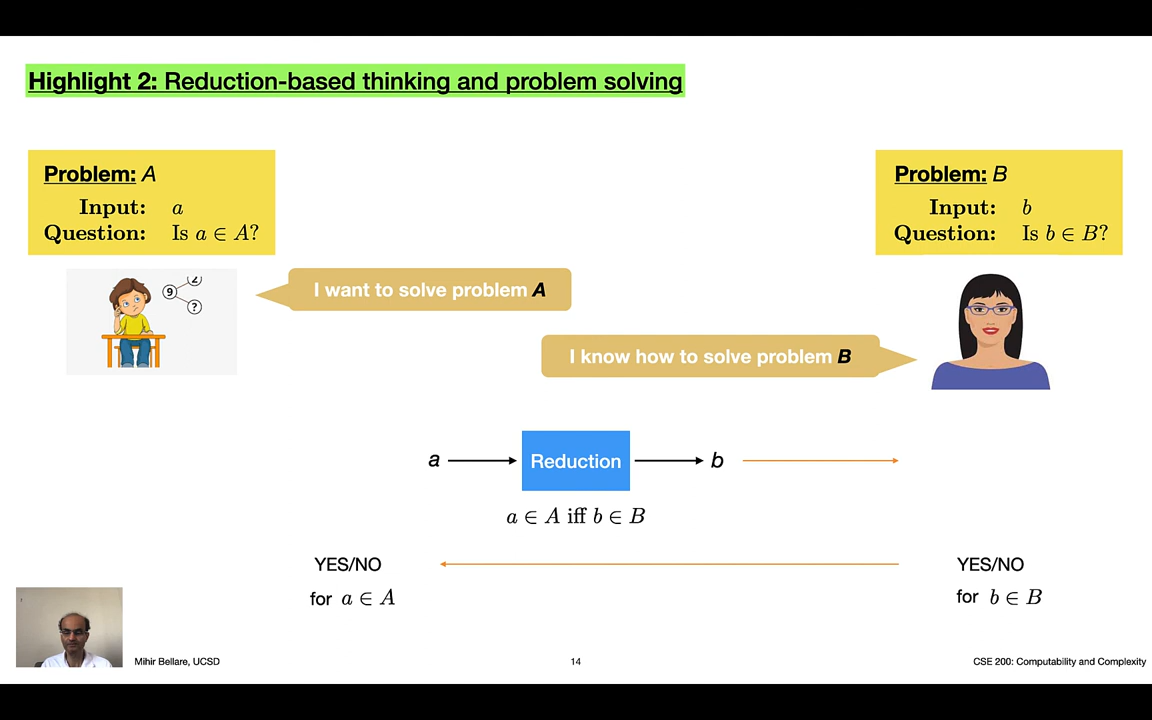 Highlight 2: Reduction-based thinking and problem solving
Problem: A
Input: a
Question: Is a ∈ A?
Problem: B
Input: b
Question: Is b ∈ B?
9
2
?
I want to solve problem A
I know how to solve problem B
a
Reduction
b
a ∈ A iff b ∈ B
YES/NO
for a ∈ A
YES/NO
for b ∈ B
Mihir Bellare, UCSD
14
CSE 200: Computability and Complexity